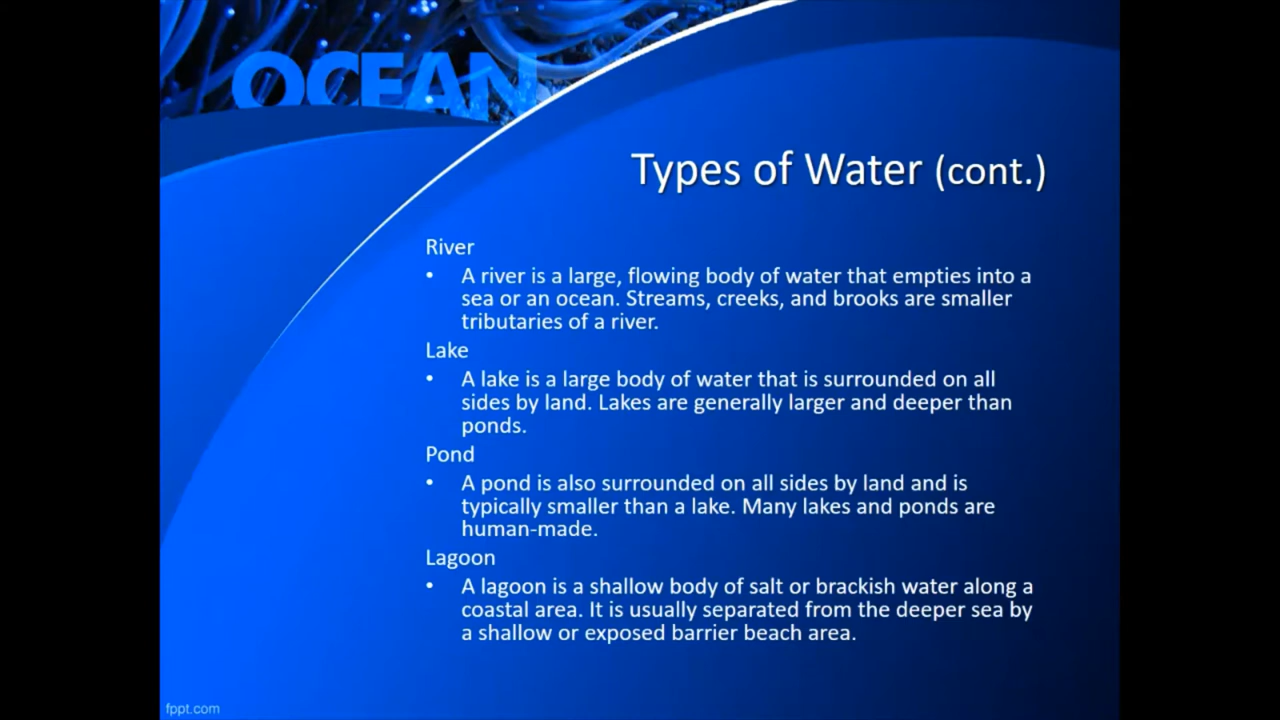 OCEAN
Types of Water (cont.)
River
• A river is a large, flowing body of water that empties into a
sea or an ocean. Streams, creeks, and brooks are smaller
tributaries of a river.
Lake
• A lake is a large body of water that is surrounded on all
sides by land. Lakes are generally larger and deeper than
ponds.
Pond
• A pond is also surrounded on all sides by land and is
typically smaller than a lake. Many lakes and ponds are
human-made.
Lagoon
• A lagoon is a shallow body of salt or brackish water along a
coastal area. It is usually separated from the deeper sea by
a shallow or exposed barrier beach area.
fppt.com